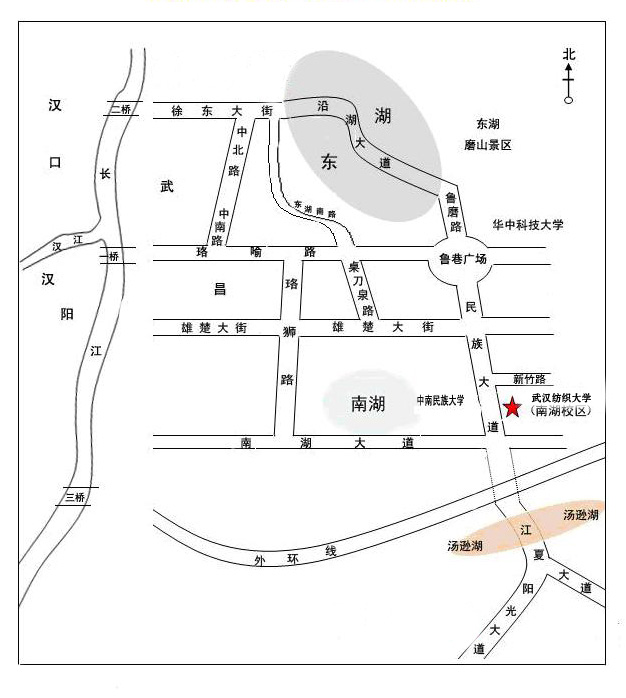 北
汉口
二桥
徐东大街
沿湖大道
东湖
东湖
磨山景区
长江
武昌
中北路
中南路
东湖南路
鲁磨路
华中科技大学
汉江
一桥
汉阳
珞喻路
鲁巷广场
卓刀泉路
珞狮路
民族大道
雄楚大街
雄楚大街
新竹路
南湖
中南民族大学
武汉纺织大学
（南湖校区）
南湖大道
三桥
外环线
汤逊湖
汤逊湖
江夏大道
阳光大道